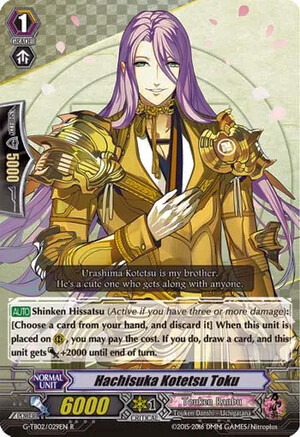 1
GRADE
5000
Urashima Kotetsu is my brother.
He's a cute one who gets along with anyone.
AUTO Shinken Hissatsu (Active if you have three or more damage):
[Choose a card from your hand, and discard it] When this unit is
placed on , you may pay the cost. If you do, draw a card, and this
unit gets +2000 until end of turn.
NORMAL
UNIT
Hachisuka Kotetsu Toku
POWER
6000
1
CRITICAL
Touken Ranbu
Touken Danshi - Uchigatana
G-TB02/029EN R
©2015-2016 DMM GAMES/Nitroplus